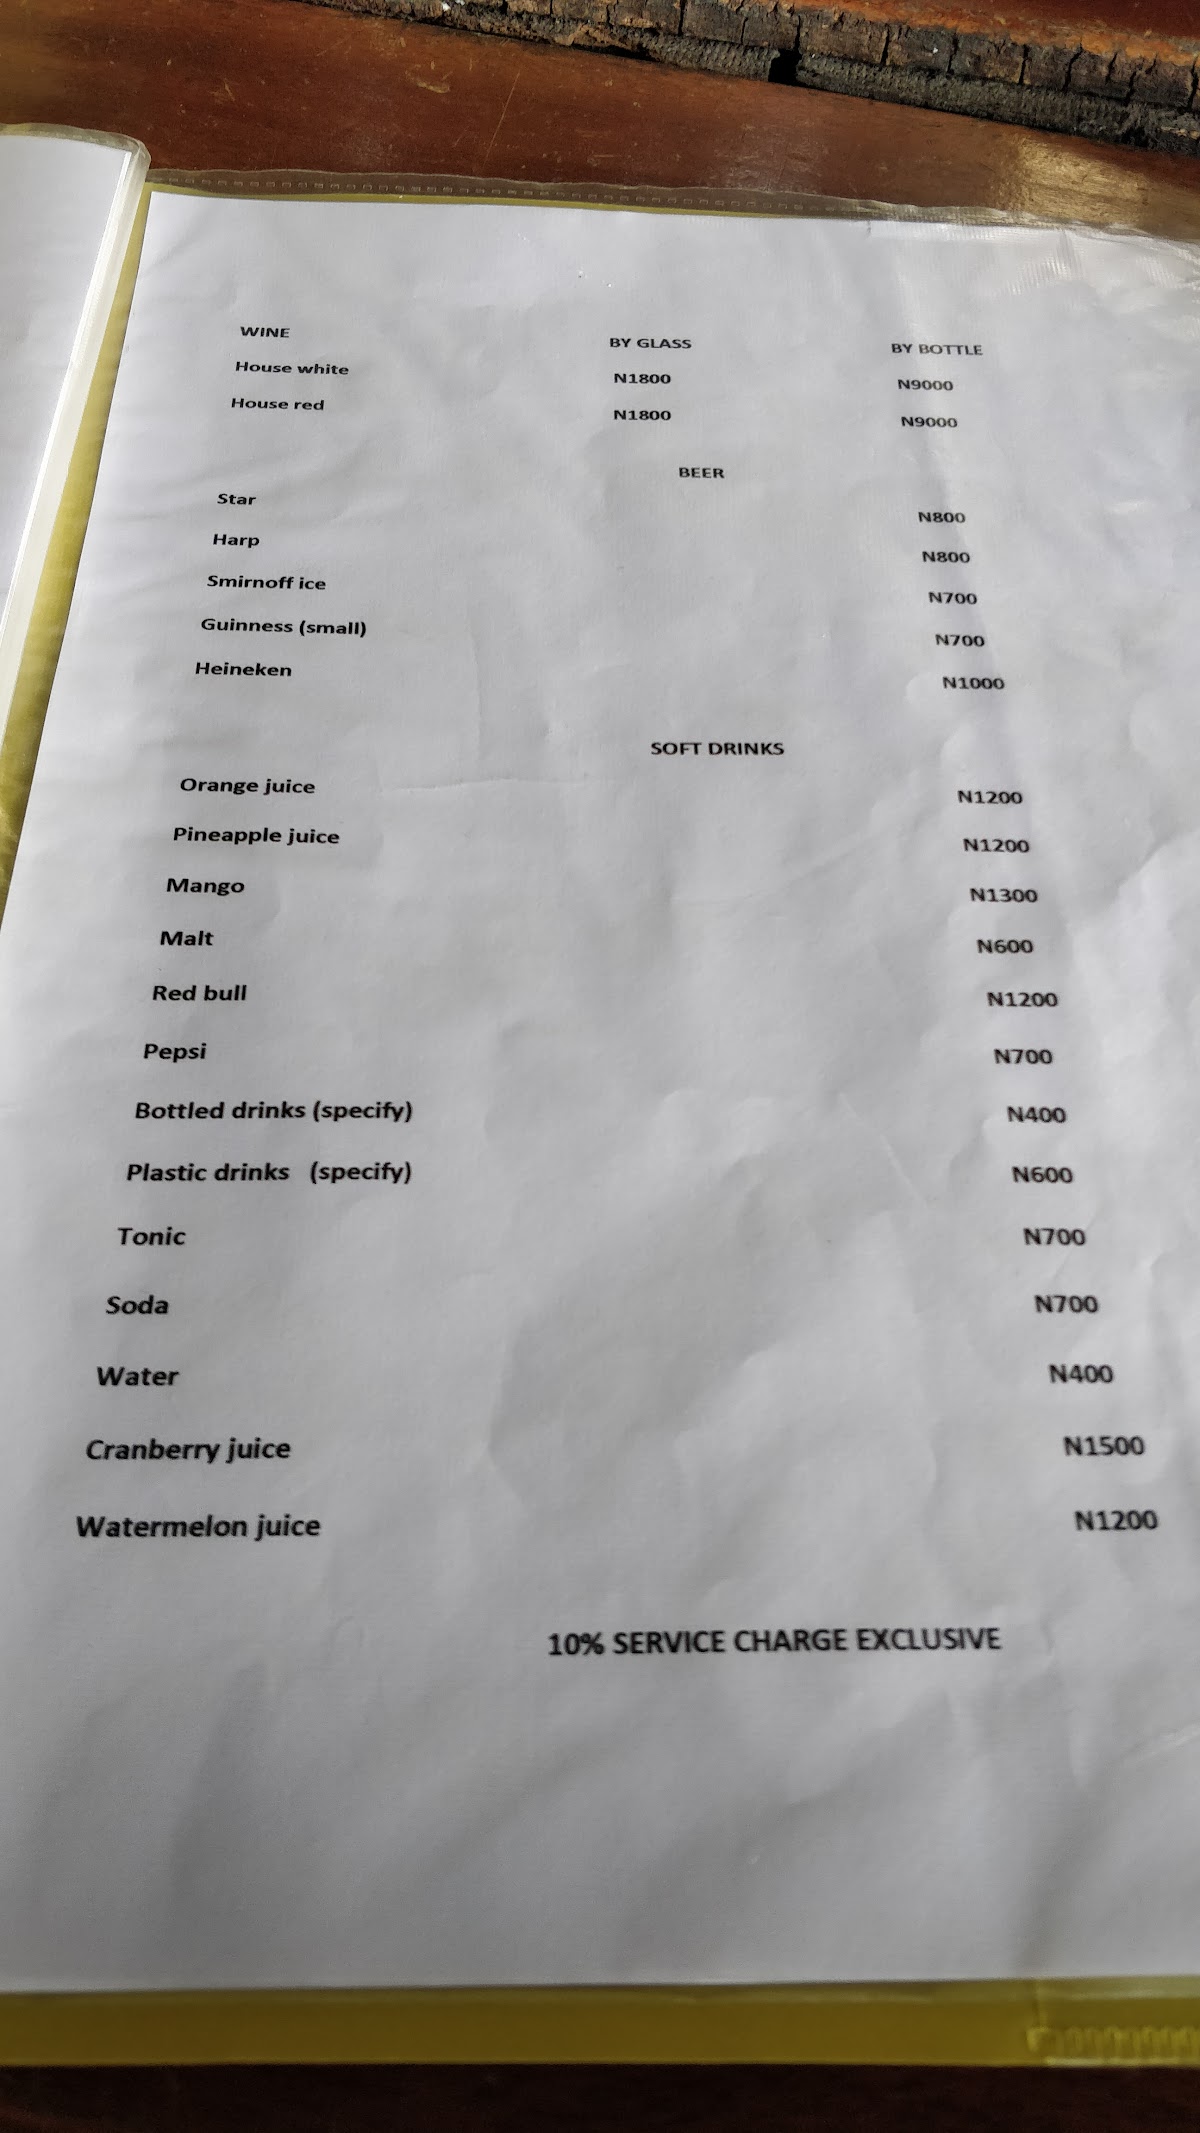 WINE BY GLASS BY BOTTLE
House white N1800 N9000
House red N1800 N9000
BEER
Star N800
Harp N800
Smirnoff ice N700
Guinness (small) N700
Heineken N1000
SOFT DRINKS
Orange juice N1200
Pineapple juice N1200
Mango N1300
Malt N600
Red bull N1200
Pepsi N700
Bottled drinks (specify) N400
Plastic drinks (specify) N600
Tonic N700
Soda N700
Water N400
Cranberry juice N1500
Watermelon juice N1200
10% SERVICE CHARGE EXCLUSIVE